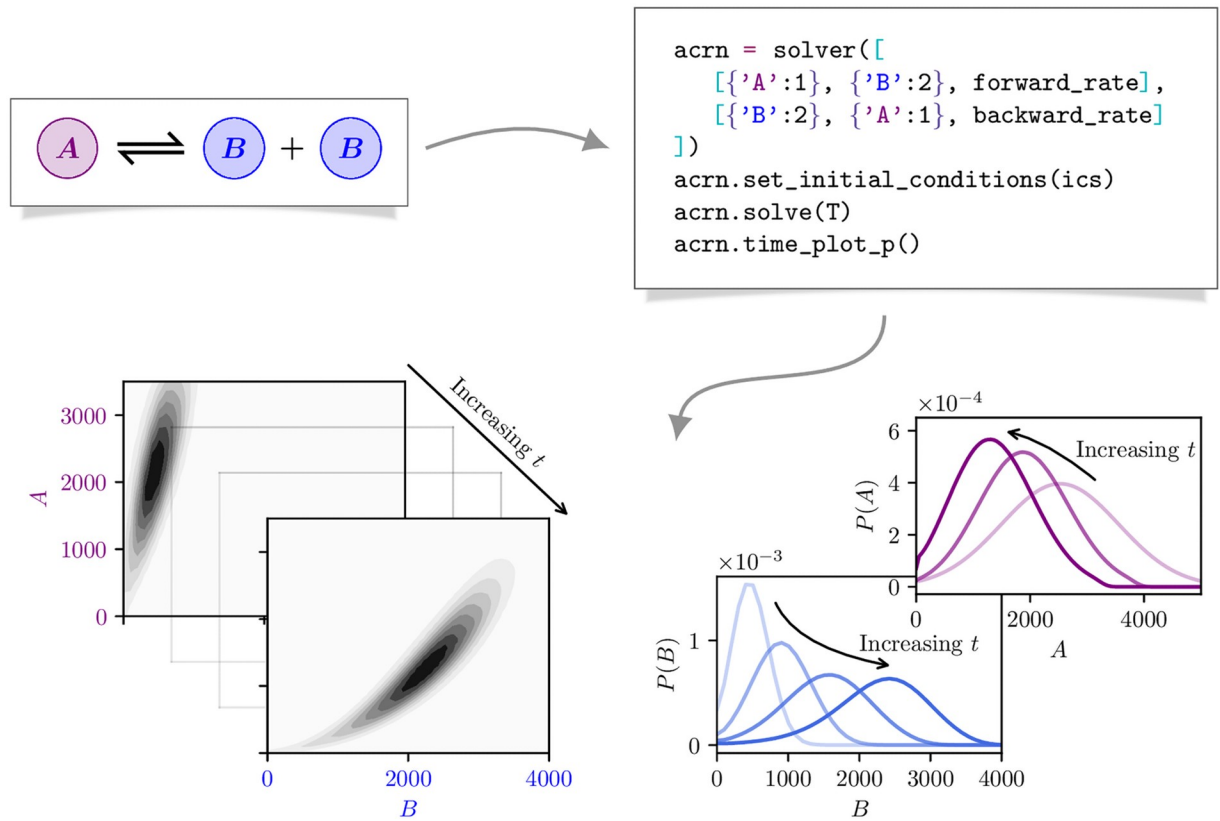 A ⇌ B + B
acrn = solver([
[{'A':1}, {'B':2}, forward_rate],
[{'B':2}, {'A':1}, backward_rate]
])
acrn.set_initial_conditions(ics)
acrn.solve(T)
acrn.time_plot_p()
3000
2000
1000
0
A
Increasing t
0
2000
4000
B
×10⁻³
1
0
P(B)
Increasing t
0
1000
2000
3000
4000
B
×10⁻⁴
6
4
2
0
P(A)
Increasing t
0
2000
4000
A